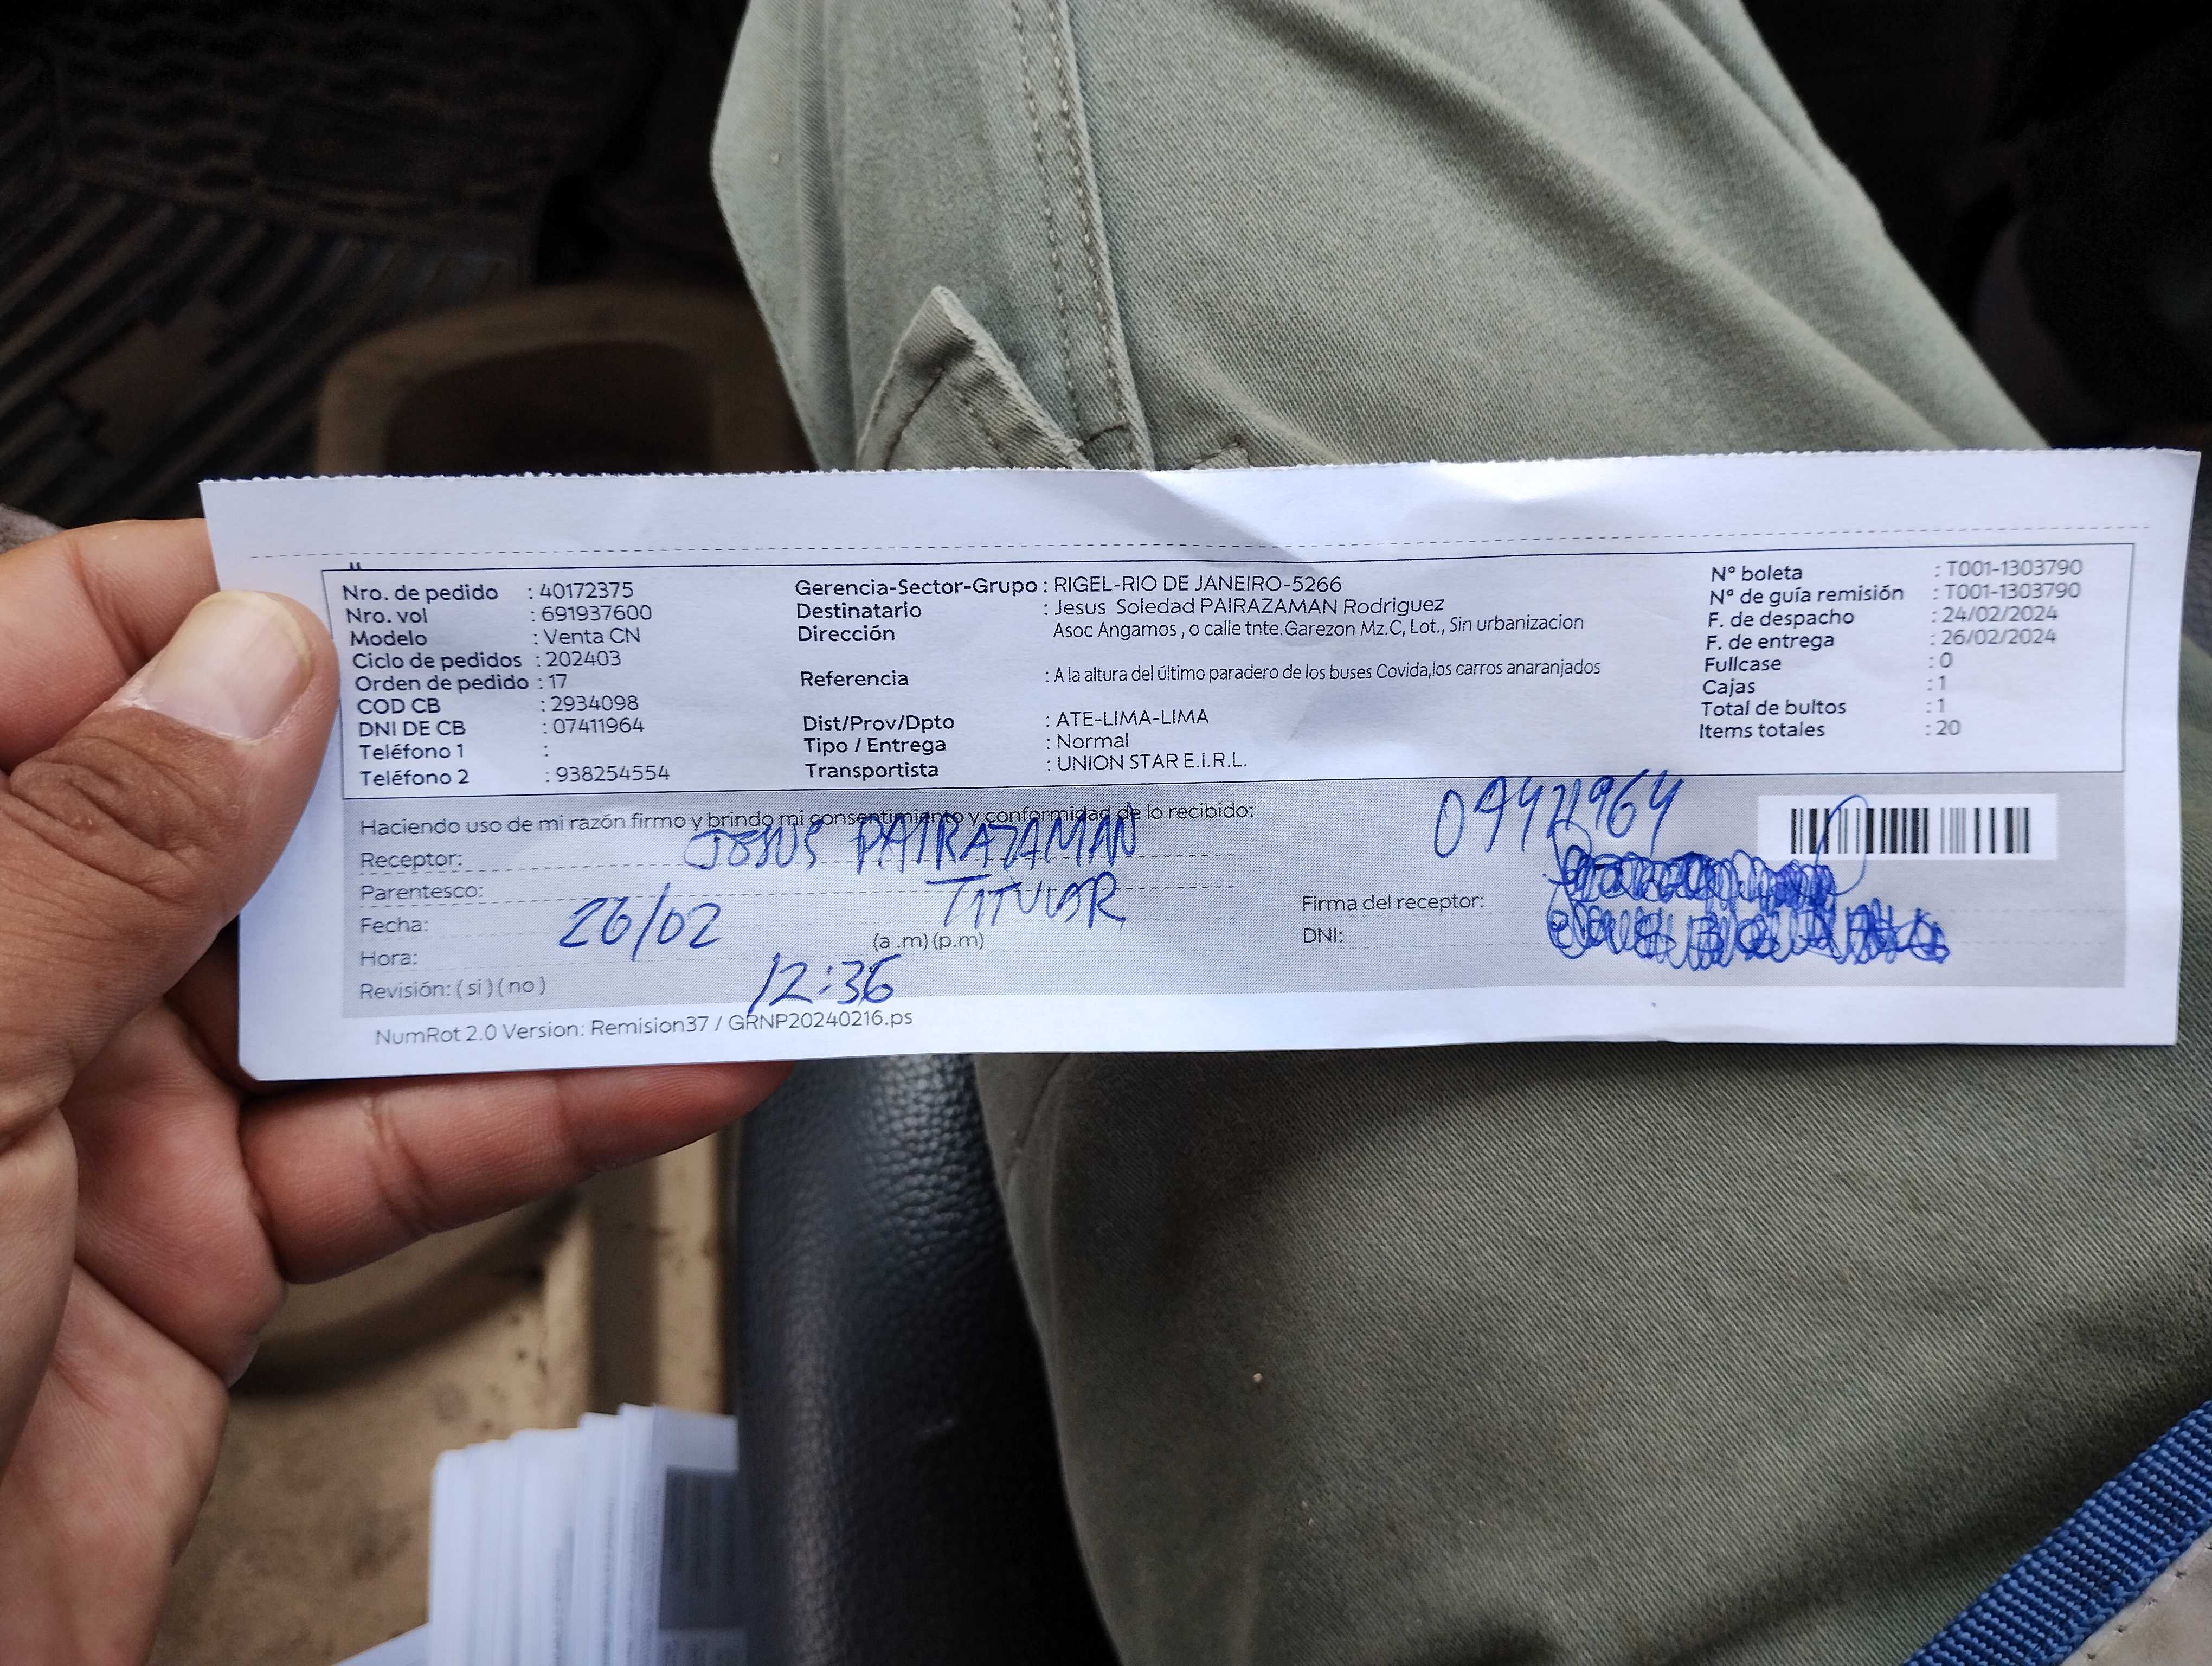 Nro. de pedido : 40172375
Nro. vol : 691937600
Modelo : Venta CN
Ciclo de pedidos : 202403
Orden de pedido : 17
COD CB : 2934098
DNI DE CB : 07411964
Teléfono 1 :
Teléfono 2 : 938254554
Gerencia-Sector-Grupo : RIGEL-RIO DE JANEIRO-5266
Destinatario : Jesus Soledad PAIRAZAMAN Rodriguez
Dirección Asoc Angamos , o calle tnte.Garezon Mz.C, Lot., Sin urbanizacion
Referencia : A la altura del último paradero de los buses Covida,los carros anaranjados
Dist/Prov/Dpto : ATE-LIMA-LIMA
Tipo / Entrega : Normal
Transportista : UNION STAR E.I.R.L.
N° boleta : T001-1303790
N° de guía remisión : T001-1303790
F. de despacho : 24/02/2024
F. de entrega : 26/02/2024
Fullcase : 0
Cajas : 1
Total de bultos : 1
Items totales : 20
Haciendo uso de mi razón firmo y brindo mi consentimiento y conformidad de lo recibido:
Receptor: JESUS PAIRAZAMAN
Parentesco: TITULAR
Fecha: 26/02
Hora: (a .m) (p.m)
12:36
Revisión: ( si ) ( no )
Firma del receptor:
DNI:
NumRot 2.0 Version: Remision37 / GRNP20240216.ps